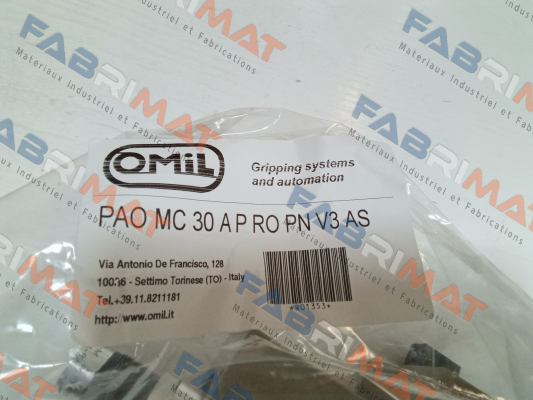 OMIL
Gripping systems
and automation
PAO MC 30 A P RO PN V3 AS
Via Antonio De Francisco, 128
10036 - Settimo Torinese (TO) - Italy
Tel.+39.11.8211181
http://www.omil.it
*901353*
FABRIMAT
Materiaux Industriel et Fabrications